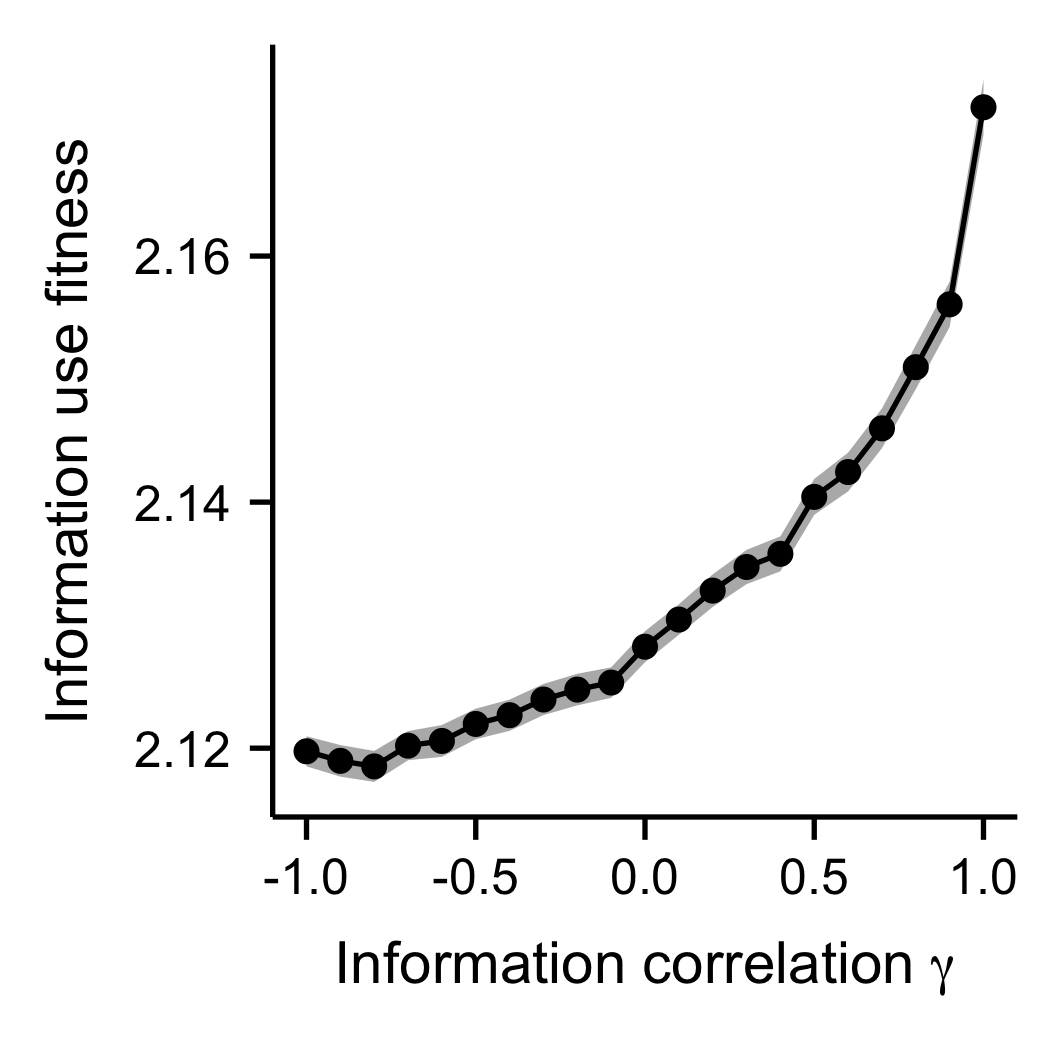 Information use fitness
2.16
2.14
2.12
-1.0 -0.5 0.0 0.5 1.0
Information correlation γ